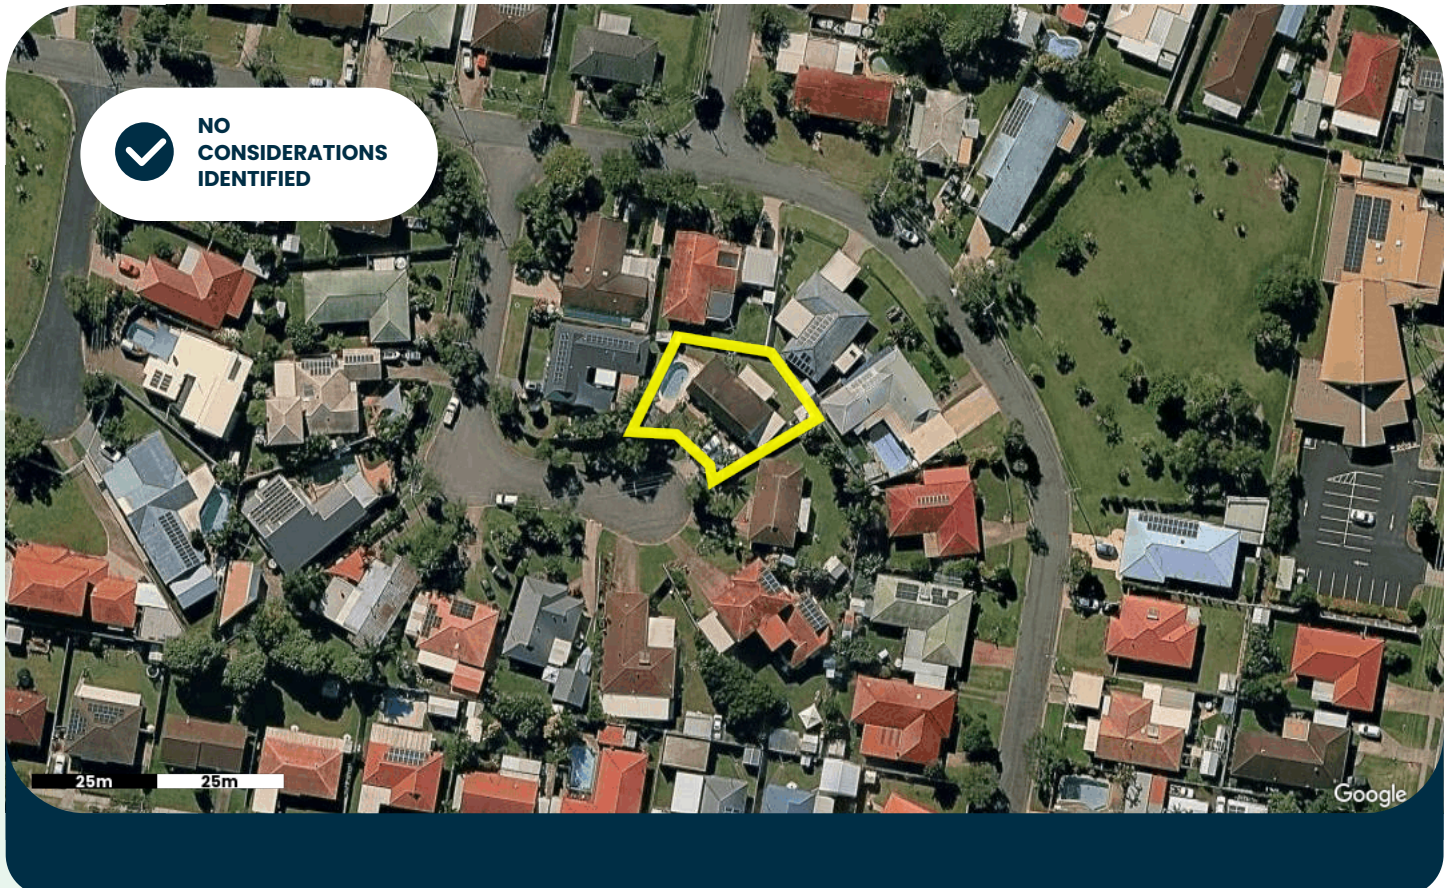 NO
CONSIDERATIONS
IDENTIFIED
25m 25m
Google